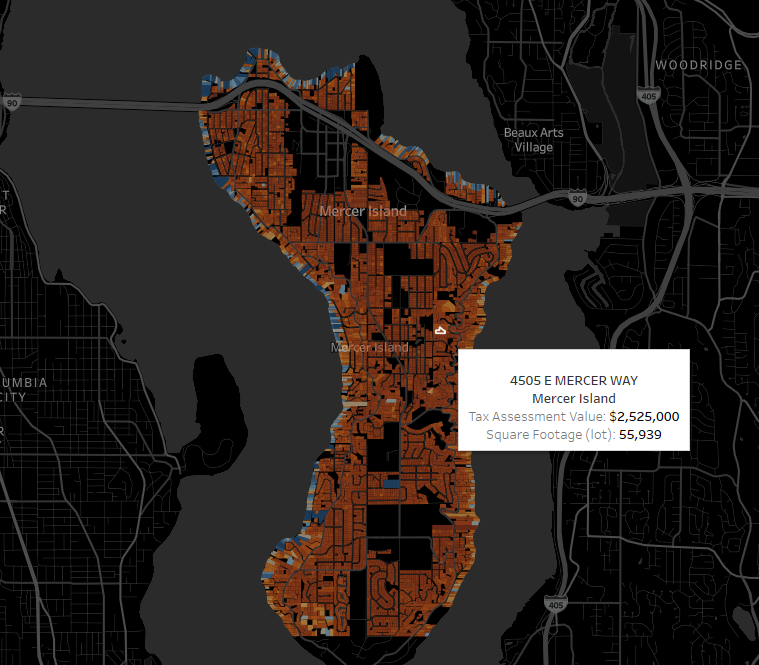 WOODRIDGE
405
90
Beaux Arts
Village
90
Mercer Island
Mercer Island
4505 E MERCER WAY
Mercer Island
Tax Assessment Value: $2,525,000
Square Footage (lot): 55,939
UMBIA
CITY
405